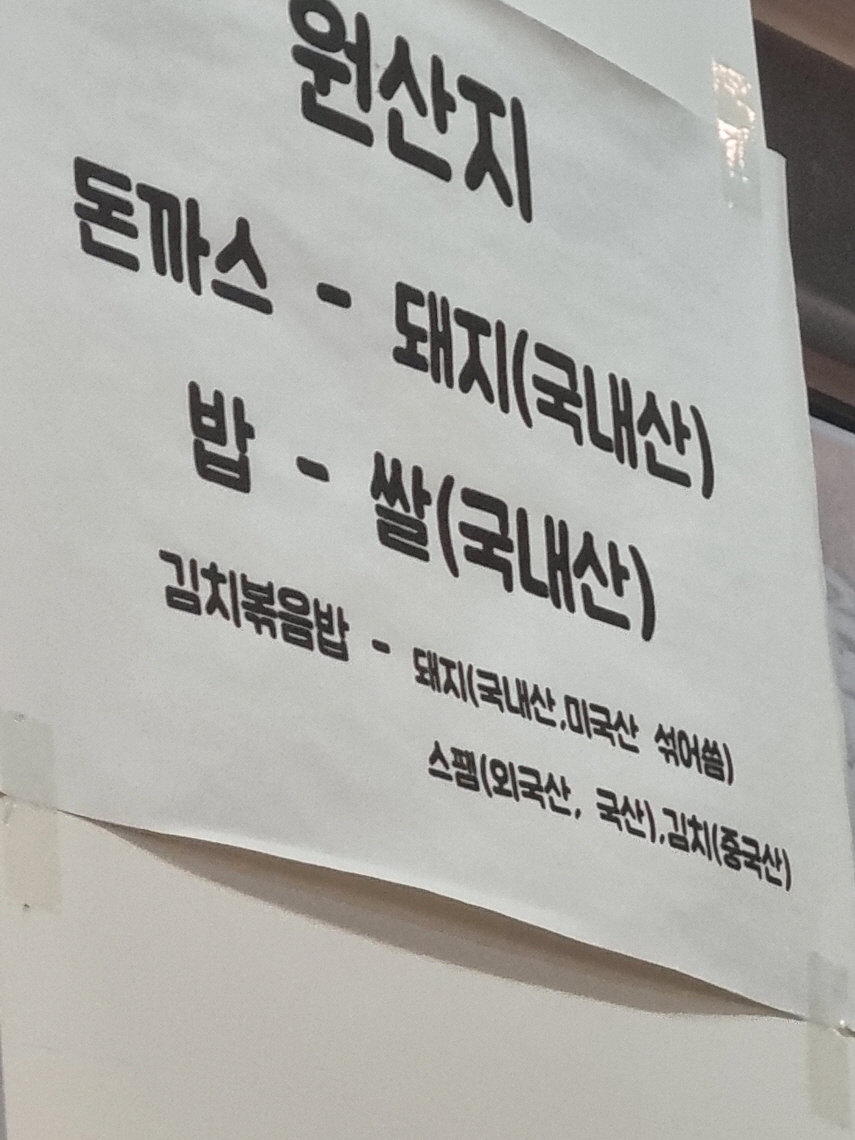 원산지
돈까스 - 돼지(국내산)
밥 - 쌀(국내산)
김치볶음밥 - 돼지(국내산,미국산 섞어씀)
스팸(외국산, 국산),김치(중국산)